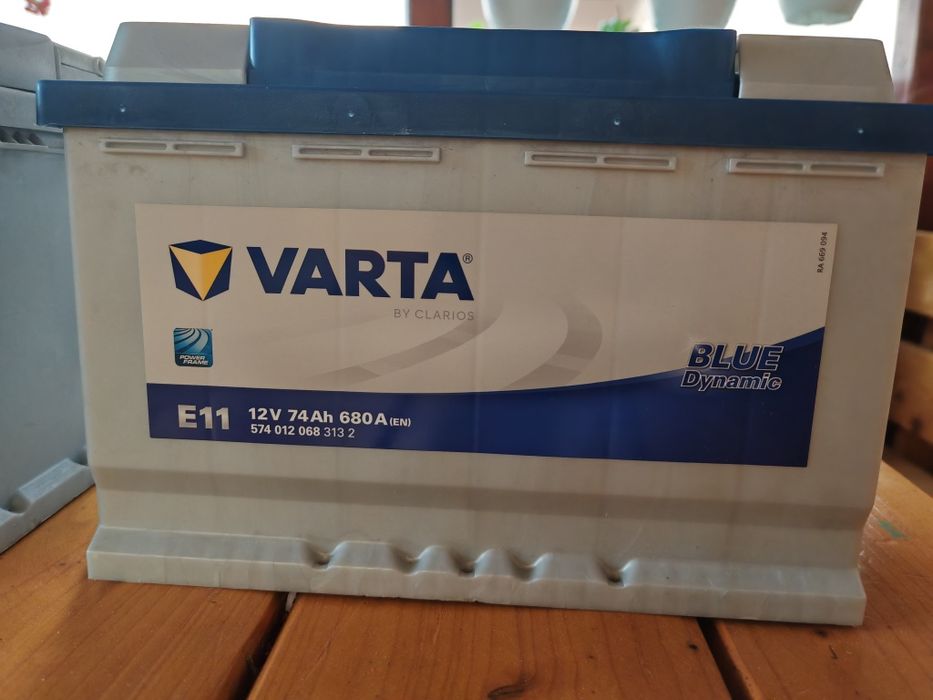 VARTA®
BY CLARIOS
RA 669 094
POWER
FRAME
BLUE
Dynamic
E11 12V 74Ah 680A (EN)
574 012 068 313 2